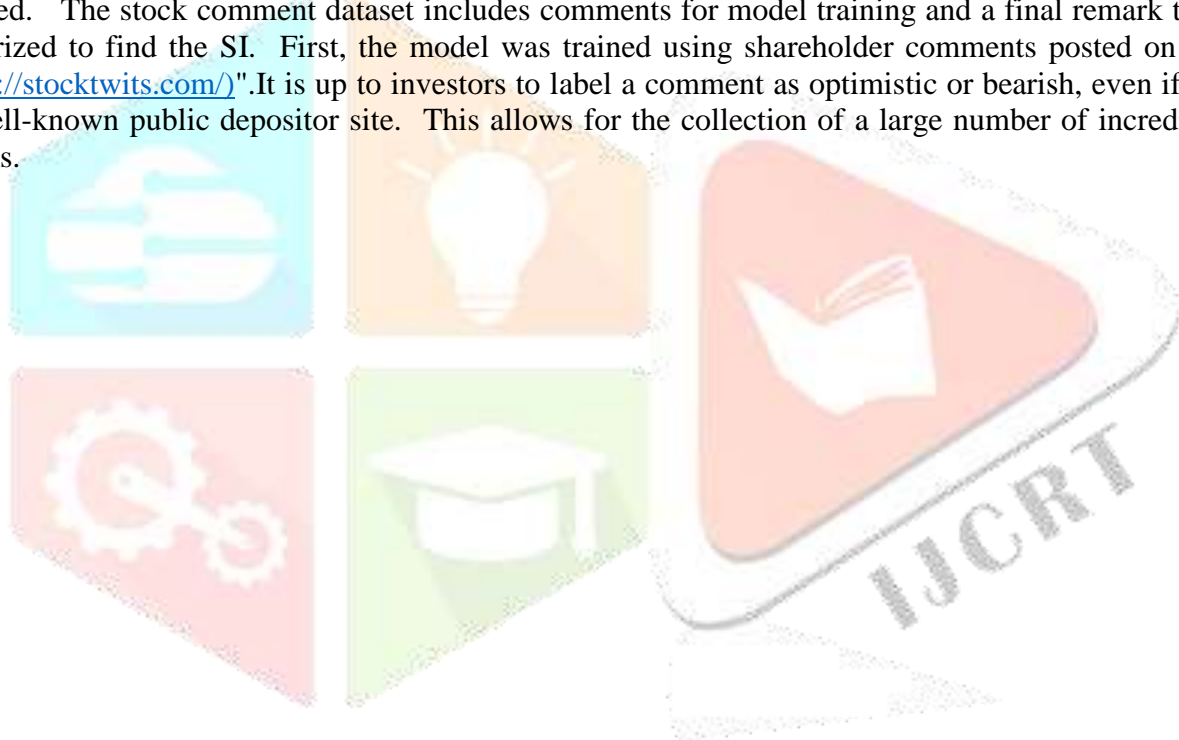 ed. The stock comment dataset includes comments for model training and a final remark t
rized to find the SI. First, the model was trained using shareholder comments posted on
://stocktwits.com/)".It is up to investors to label a comment as optimistic or bearish, even if
ell-known public depositor site. This allows for the collection of a large number of incred
s.
IJCRT